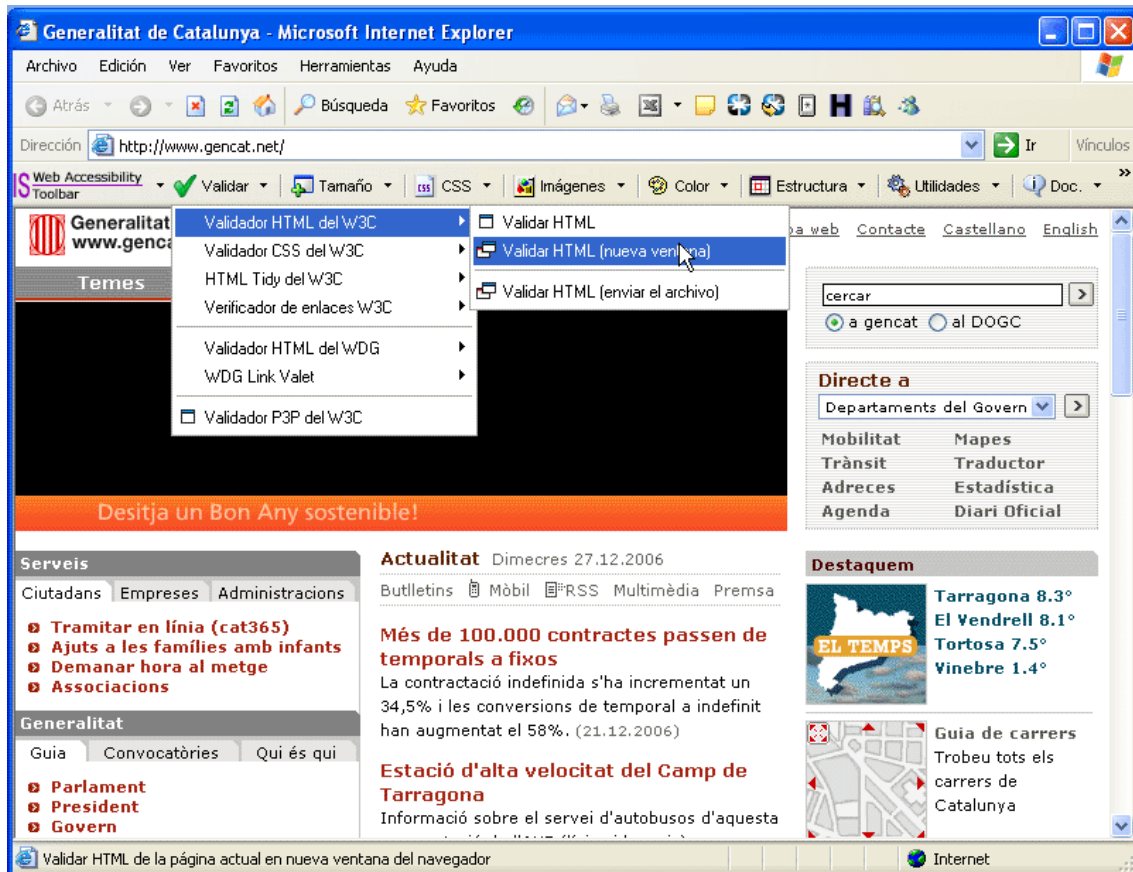 Generalitat de Catalunya - Microsoft Internet Explorer
Archivo Edición Ver Favoritos Herramientas Ayuda
Atrás Búsqueda Favoritos
Dirección http://www.gencat.net/ Ir Vínculos
IS Web Accessibility Toolbar Validar Tamaño CSS Imágenes Color Estructura Utilidades Doc. »
Generalitat
www.genca
Contacte Castellano English
Validador HTML del W3C
Validador CSS del W3C
HTML Tidy del W3C
Verificador de enlaces W3C
Validador HTML del WDG
WDG Link Valet
Validador P3P del W3C
Validar HTML
Validar HTML (nueva ventana)
Validar HTML (enviar el archivo)
Temes
cercar
a gencat al DOGC
Directe a
Departaments del Govern
Mobilitat Mapes
Trànsit Traductor
Adreces Estadística
Agenda Diari Oficial
Desitja un Bon Any sostenible!
Serveis
Ciutadans Empreses Administracions
Tramitar en línia (cat365)
Ajuts a les famílies amb infants
Demanar hora al metge
Associacions
Generalitat
Guia Convocatòries Qui és qui
Parlament
President
Govern
Actualitat Dimecres 27.12.2006
Butlletins Mòbil RSS Multimèdia Premsa
Més de 100.000 contractes passen de
temporals a fixos
La contractació indefinida s'ha incrementat un
34,5% i les conversions de temporal a indefinit
han augmentat el 58%. (21.12.2006)
Estació d'alta velocitat del Camp de
Tarragona
Informació sobre el servei d'autobusos d'aquesta
Destaquem
EL TEMPS
Tarragona 8.3°
El Vendrell 8.1°
Tortosa 7.5°
Vinebre 1.4°
Guia de carrers
Trobeu tots els
carrers de
Catalunya
Validar HTML de la página actual en nueva ventana del navegador
Internet